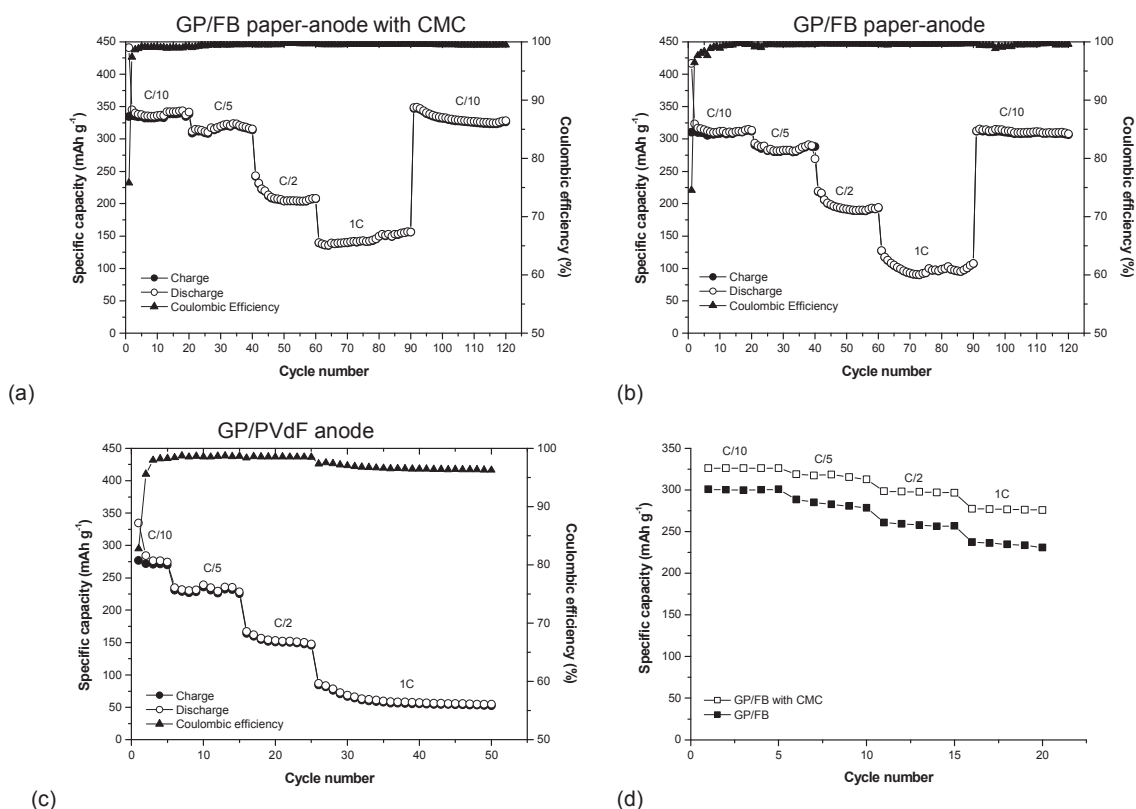 GP/FB paper-anode with CMC
450
400
350
300
250
200
150
100
50
0
Specific capacity (mAh g⁻¹)
100
90
80
70
60
50
Coulombic efficiency (%)
C/10
C/5
C/2
1C
C/10
Charge
Discharge
Coulombic Efficiency
0 10 20 30 40 50 60 70 80 90 100 110 120
Cycle number
(a)
GP/FB paper-anode
450
400
350
300
250
200
150
100
50
0
Specific capacity (mAh g⁻¹)
100
90
80
70
60
50
Coulombic efficiency (%)
C/10
C/5
C/2
1C
C/10
Charge
Discharge
Coulombic Efficiency
0 10 20 30 40 50 60 70 80 90 100 110 120
Cycle number
(b)
GP/PVdF anode
450
400
350
300
250
200
150
100
50
0
Specific capacity (mAh g⁻¹)
100
90
80
70
60
50
Coulombic efficiency (%)
C/10
C/5
C/2
1C
Charge
Discharge
Coulombic efficiency
0 10 20 30 40 50
Cycle number
(c)
350
300
250
200
150
100
50
0
Specific capacity (mAh g⁻¹)
C/10
C/5
C/2
1C
GP/FB with CMC
GP/FB
0 5 10 15 20
Cycle number
(d)